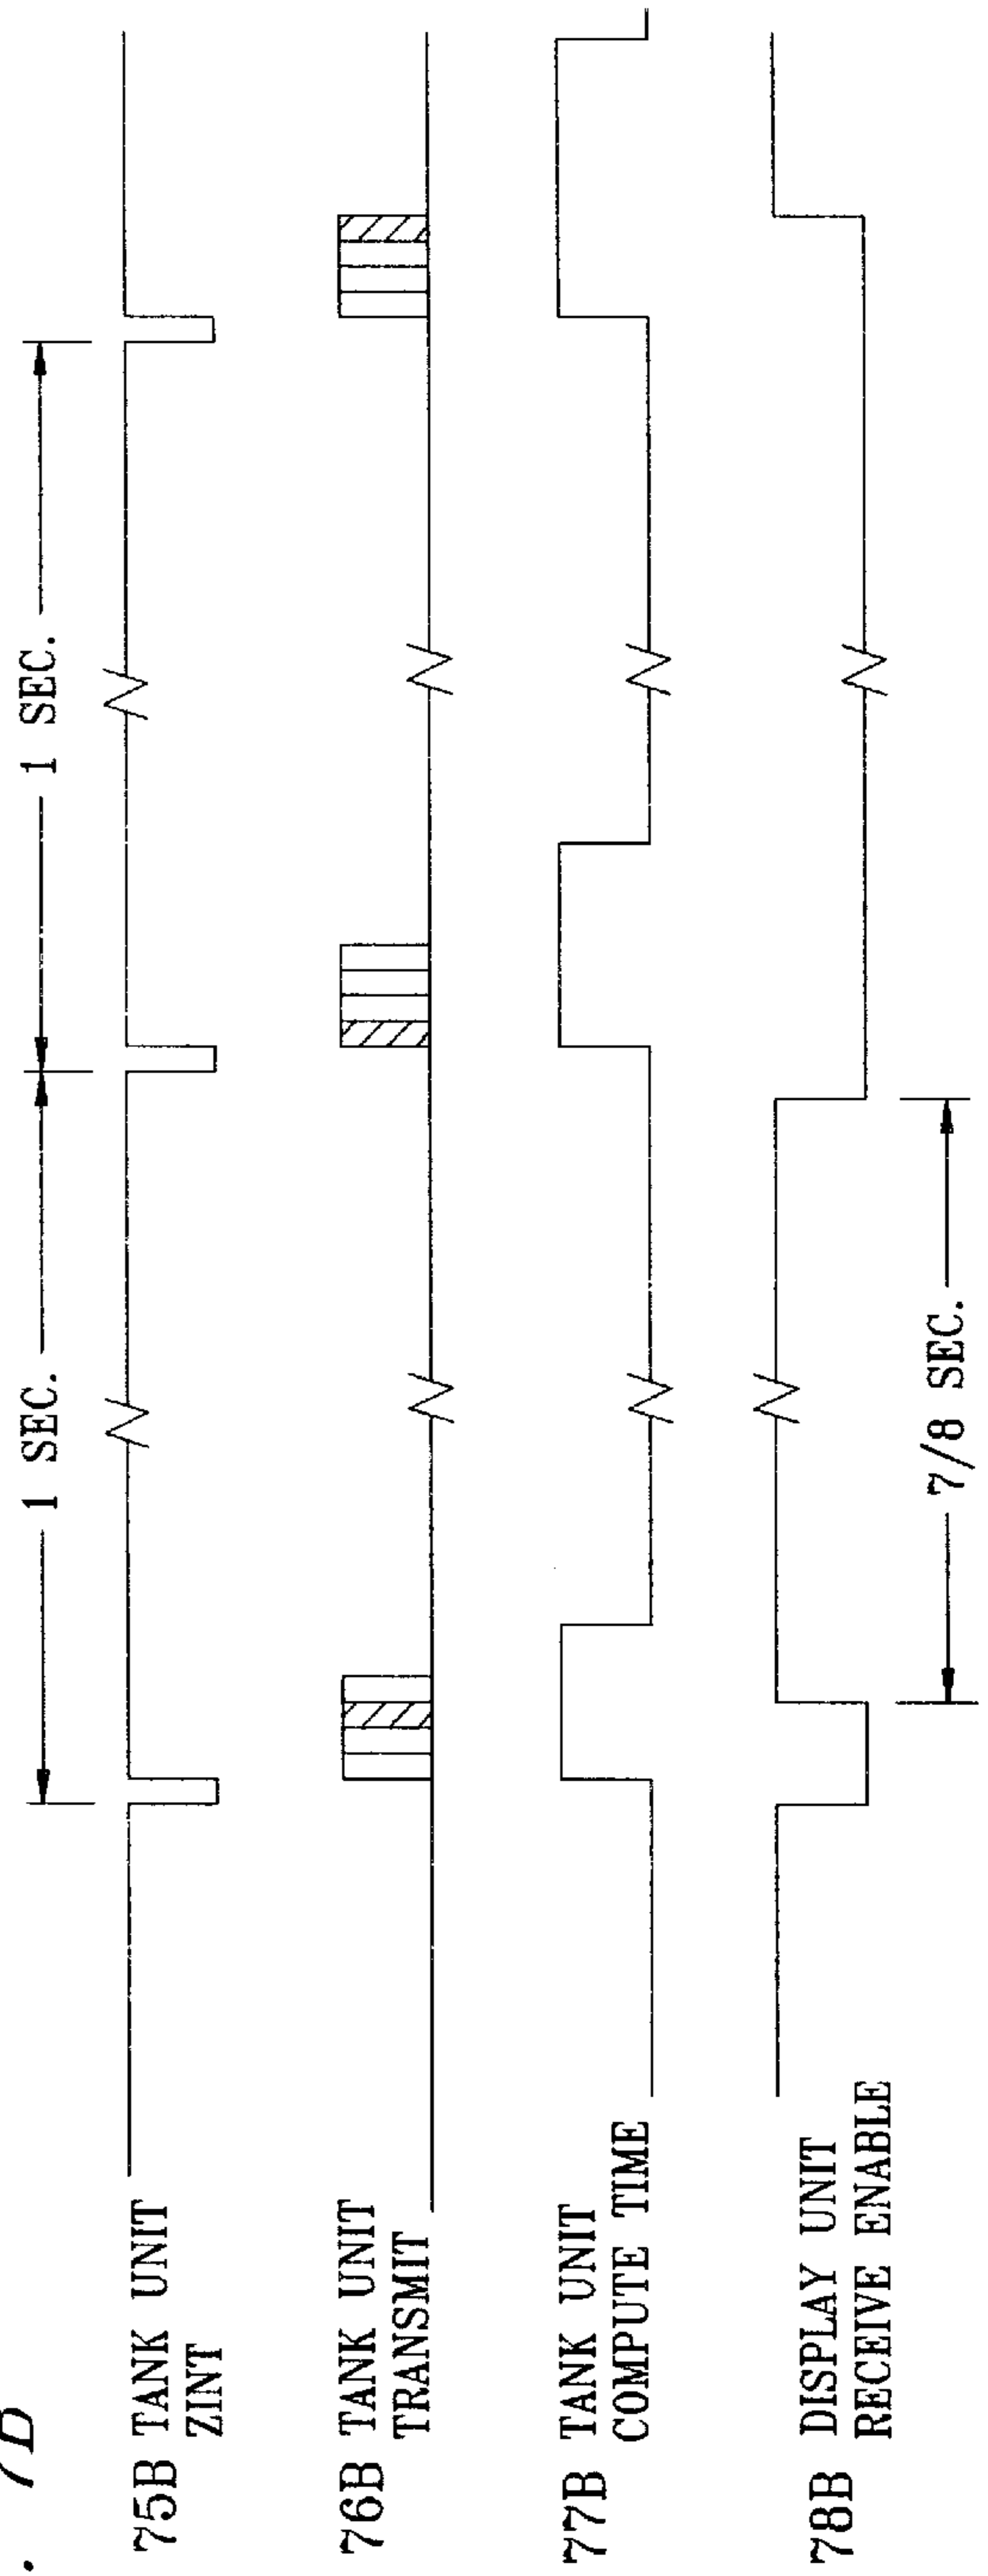 . 7B
1 SEC.
1 SEC.
75B TANK UNIT
ZINT
76B TANK UNIT
TRANSMIT
77B TANK UNIT
COMPUTE TIME
78B DISPLAY UNIT
RECEIVE ENABLE
7/8 SEC.